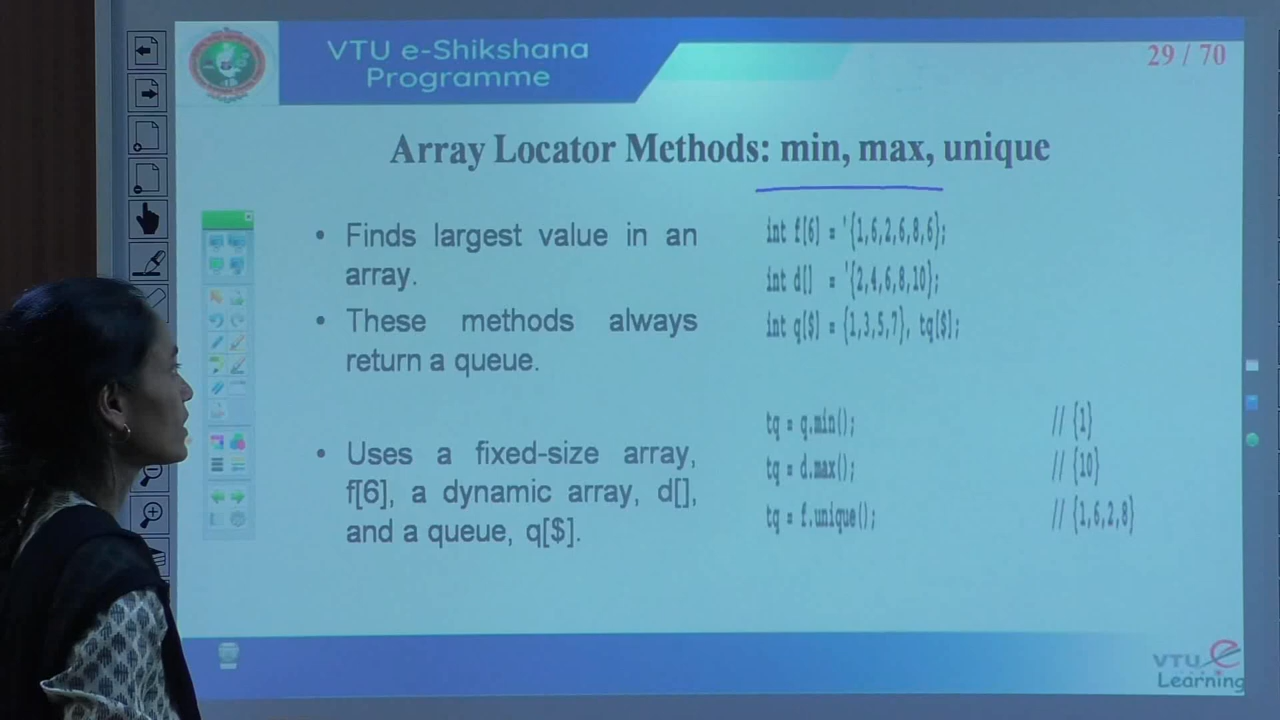 VTU e-Shikshana
Programme
29 / 70
Array Locator Methods: min, max, unique
• Finds largest value in an
array.
• These methods always
return a queue.
• Uses a fixed-size array,
f[6], a dynamic array, d[],
and a queue, q[$].
int f[6] = '{1,6,2,6,8,6};
int d[] = '{2,4,6,8,10};
int q[$] = {1,3,5,7}, tq[$];
tq = q.min(); // {1}
tq = d.max(); // {10}
tq = f.unique(); // {1,6,2,8}
VTU e
Learning